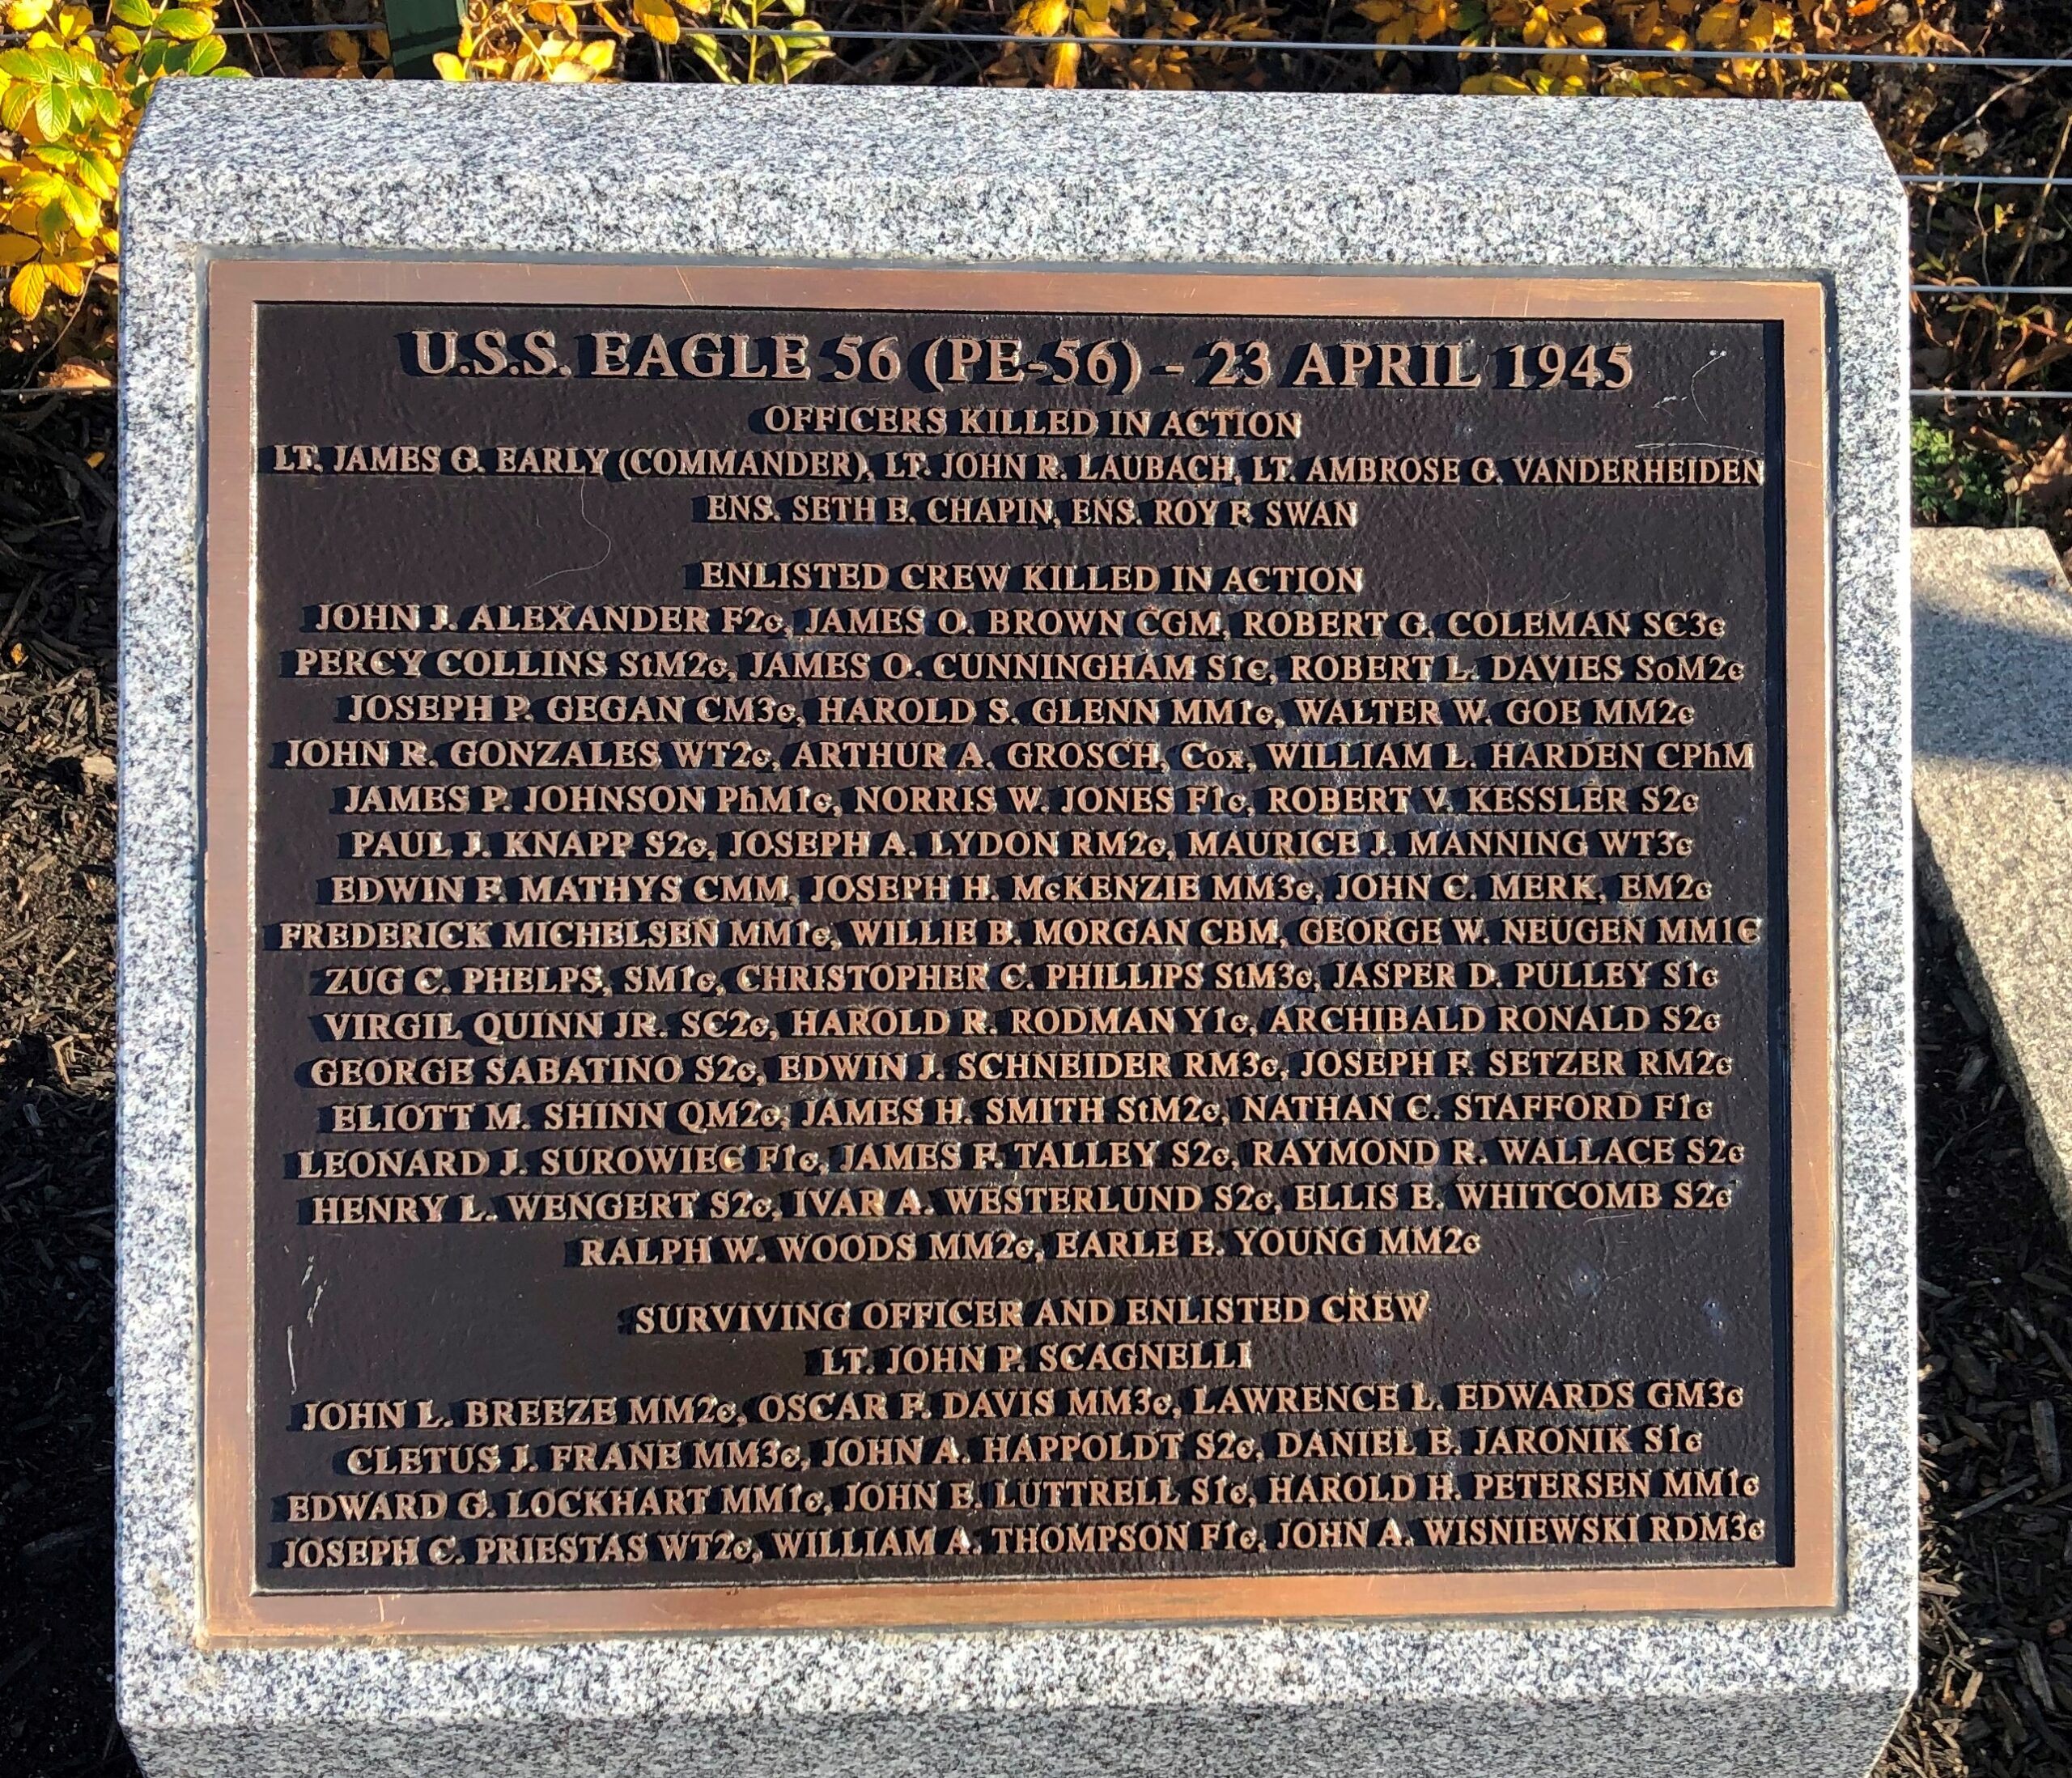 U.S.S. EAGLE 56 (PE-56) - 23 APRIL 1945
OFFICERS KILLED IN ACTION
LT. JAMES G. EARLY (COMMANDER), LT. JOHN R. LAUBACH, LT. AMBROSE G. VANDERHEIDEN
ENS. SETH E. CHAPIN, ENS. ROY F. SWAN
ENLISTED CREW KILLED IN ACTION
JOHN J. ALEXANDER F2c, JAMES O. BROWN CGM, ROBERT G. COLEMAN SC3c
PERCY COLLINS StM2c, JAMES O. CUNNINGHAM S1c, ROBERT L. DAVIES SoM2c
JOSEPH P. GEGAN CM3c, HAROLD S. GLENN MM1c, WALTER W. GOE MM2c
JOHN R. GONZALES WT2c, ARTHUR A. GROSCH, Cox, WILLIAM L. HARDEN CPhM
JAMES P. JOHNSON PhM1c, NORRIS W. JONES F1c, ROBERT V. KESSLER S2c
PAUL J. KNAPP S2c, JOSEPH A. LYDON RM2c, MAURICE J. MANNING WT3c
EDWIN F. MATHYS CMM, JOSEPH H. McKENZIE MM3c, JOHN C. MERK, EM2c
FREDERICK MICHELSEN MM1c, WILLIE B. MORGAN CBM, GEORGE W. NEUGEN MM1C
ZUG C. PHELPS, SM1c, CHRISTOPHER C. PHILLIPS StM3c, JASPER D. PULLEY S1c
VIRGIL QUINN JR. SC2c, HAROLD R. RODMAN Y1c, ARCHIBALD RONALD S2c
GEORGE SABATINO S2c, EDWIN J. SCHNEIDER RM3c, JOSEPH F. SETZER RM2c
ELIOTT M. SHINN QM2c, JAMES H. SMITH StM2c, NATHAN C. STAFFORD F1c
LEONARD J. SUROWIEC F1c, JAMES F. TALLEY S2c, RAYMOND R. WALLACE S2c
HENRY L. WENGERT S2c, IVAR A. WESTERLUND S2c, ELLIS E. WHITCOMB S2c
RALPH W. WOODS MM2c, EARLE E. YOUNG MM2c
SURVIVING OFFICER AND ENLISTED CREW
LT. JOHN P. SCAGNELLI
JOHN L. BREEZE MM2c, OSCAR F. DAVIS MM3c, LAWRENCE L. EDWARDS GM3c
CLETUS J. FRANE MM3c, JOHN A. HAPPOLDT S2c, DANIEL E. JARONIK S1c
EDWARD G. LOCKHART MM1c, JOHN E. LUTTRELL S1c, HAROLD H. PETERSEN MM1c
JOSEPH C. PRIESTAS WT2c, WILLIAM A. THOMPSON F1c, JOHN A. WISNIEWSKI RDM3c